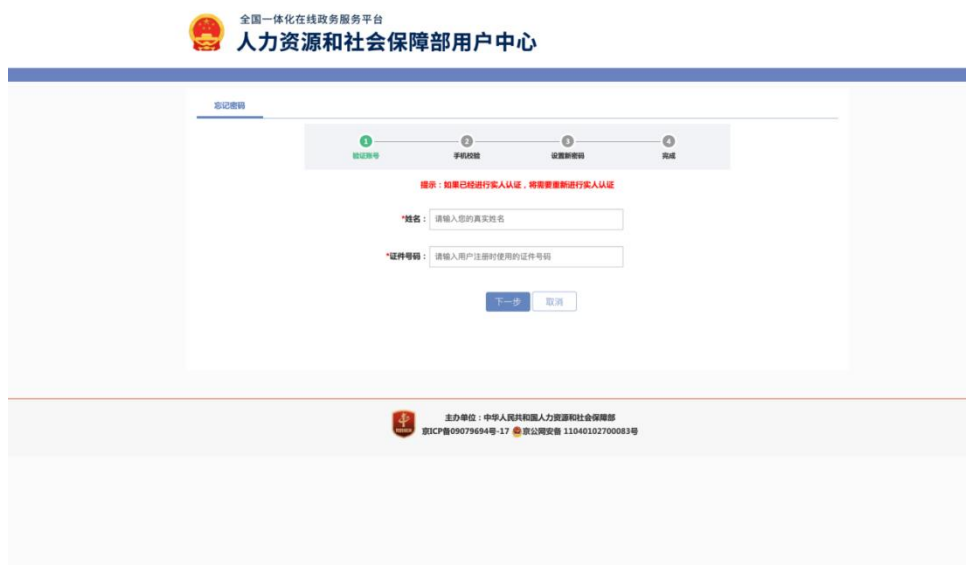 全国一体化在线政务服务平台
人力资源和社会保障部用户中心
忘记密码
1 2 3 4
验证账号 手机校验 设置新密码 完成
提示：如果已经进行实人认证，将需要重新进行实人认证
*姓名： 请输入您的真实姓名
*证件号码： 请输入用户注册时使用的证件号码
下一步 取消
主办单位：中华人民共和国人力资源和社会保障部
京ICP备09079694号-17 京公网安备 11040102700083号